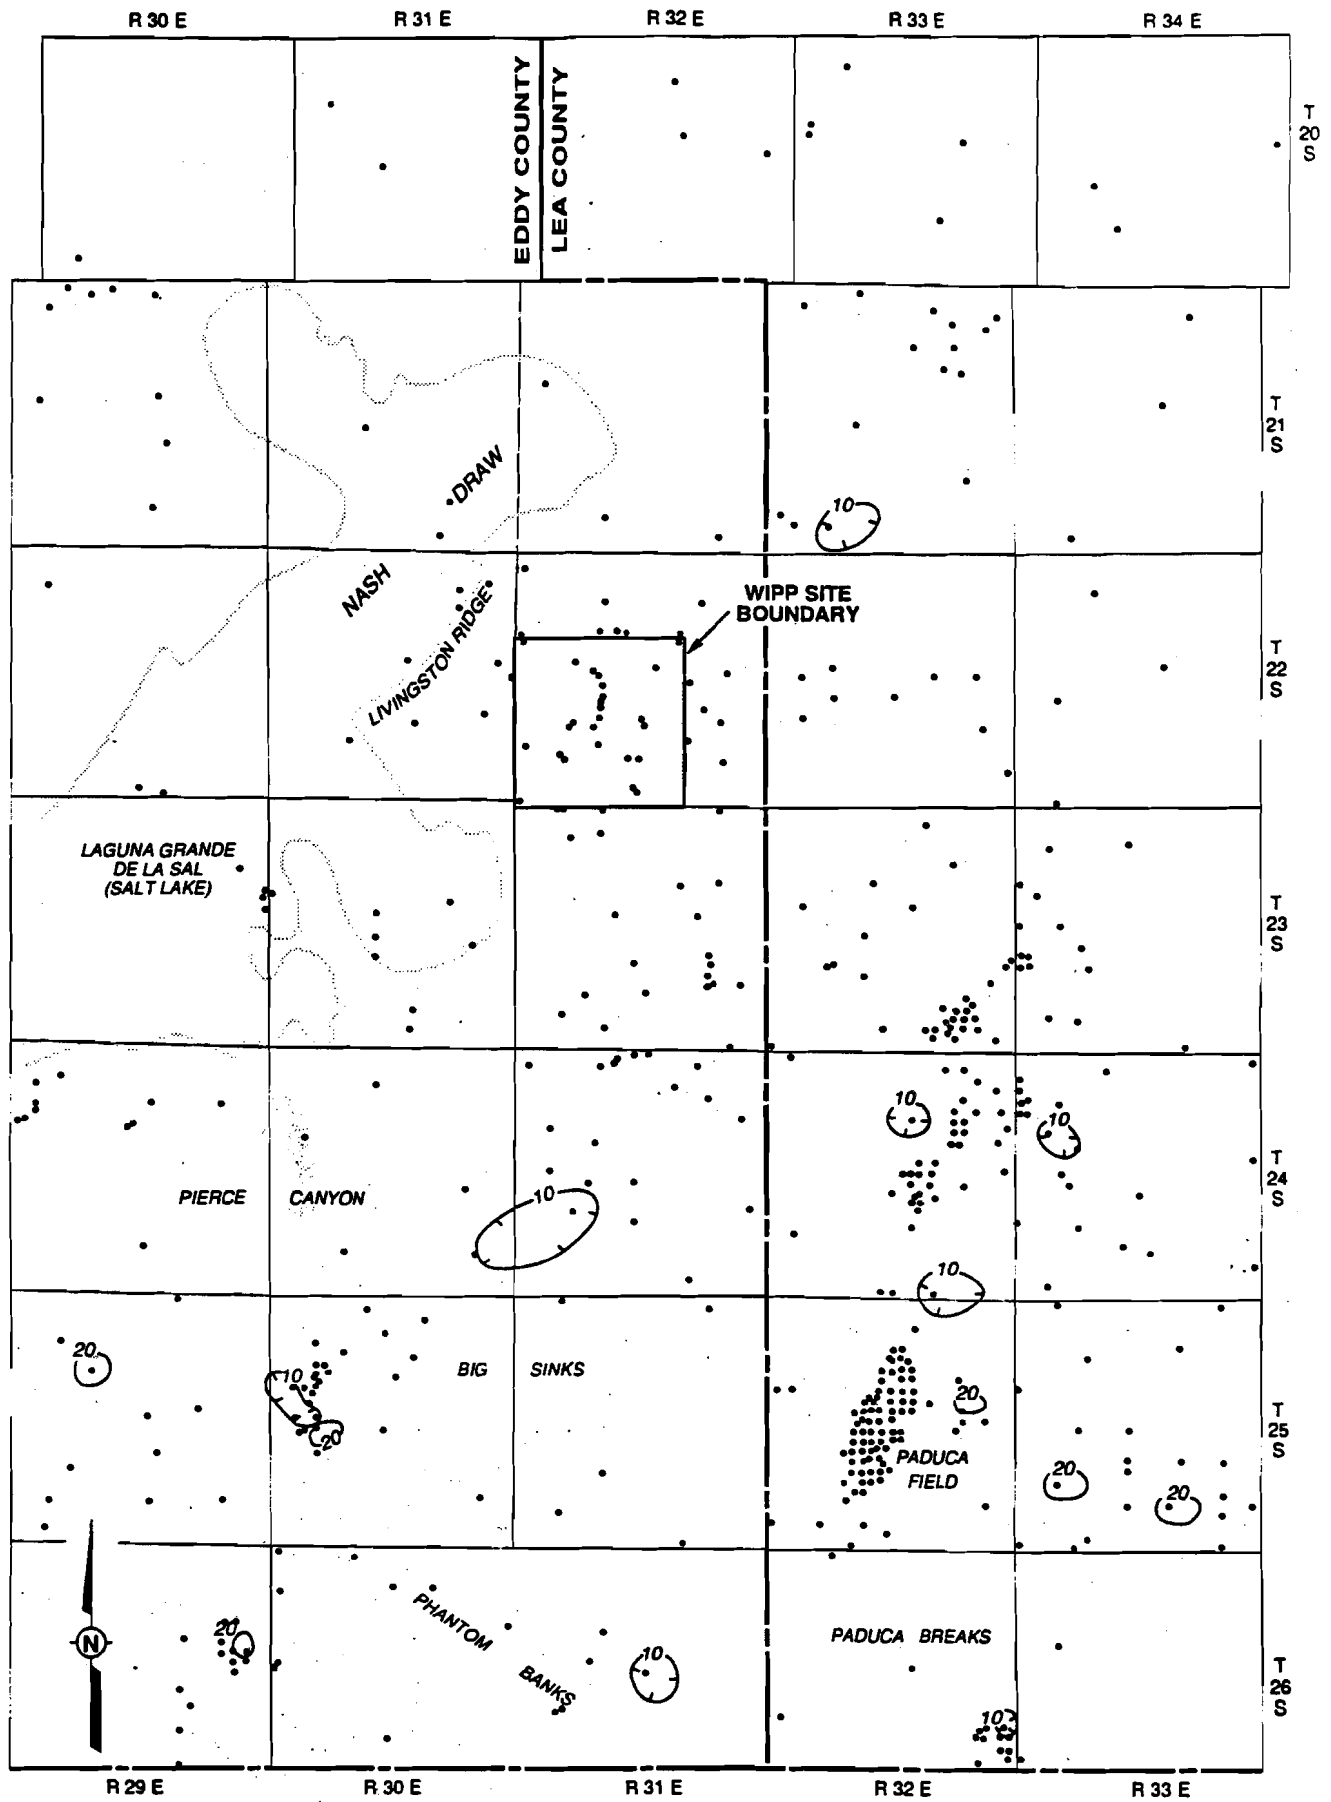 R 30 E
R 31 E
R 32 E
R 33 E
R 34 E
EDDY COUNTY
LEA COUNTY
T
20
S
T
21
S
DRAW
10
NASH
WIPP SITE
BOUNDARY
LIVINGSTON RIDGE
T
22
S
LAGUNA GRANDE
DE LA SAL
(SALT LAKE)
T
23
S
10
10
T
24
S
PIERCE CANYON
10
10
20
BIG SINKS
10
20
20
T
25
S
PADUCA
FIELD
20
20
PHANTOM
BANKS
20
N
10
PADUCA BREAKS
T
26
S
10
R 29 E
R 30 E
R 31 E
R 32 E
R 33 E